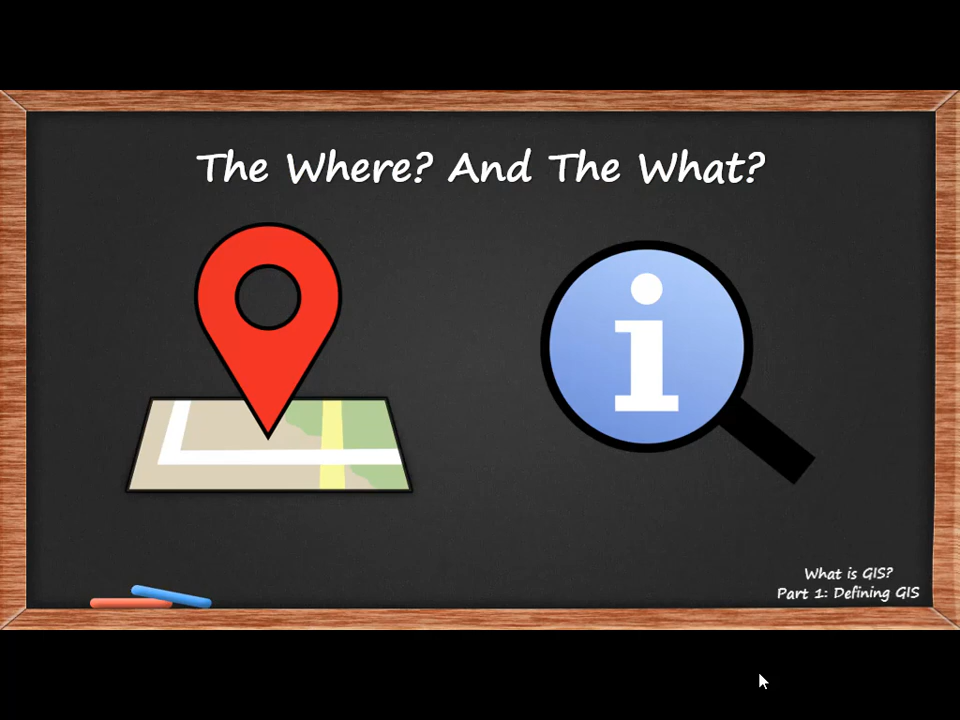 The Where? And The What?
i
What is GIS?
Part 1: Defining GIS